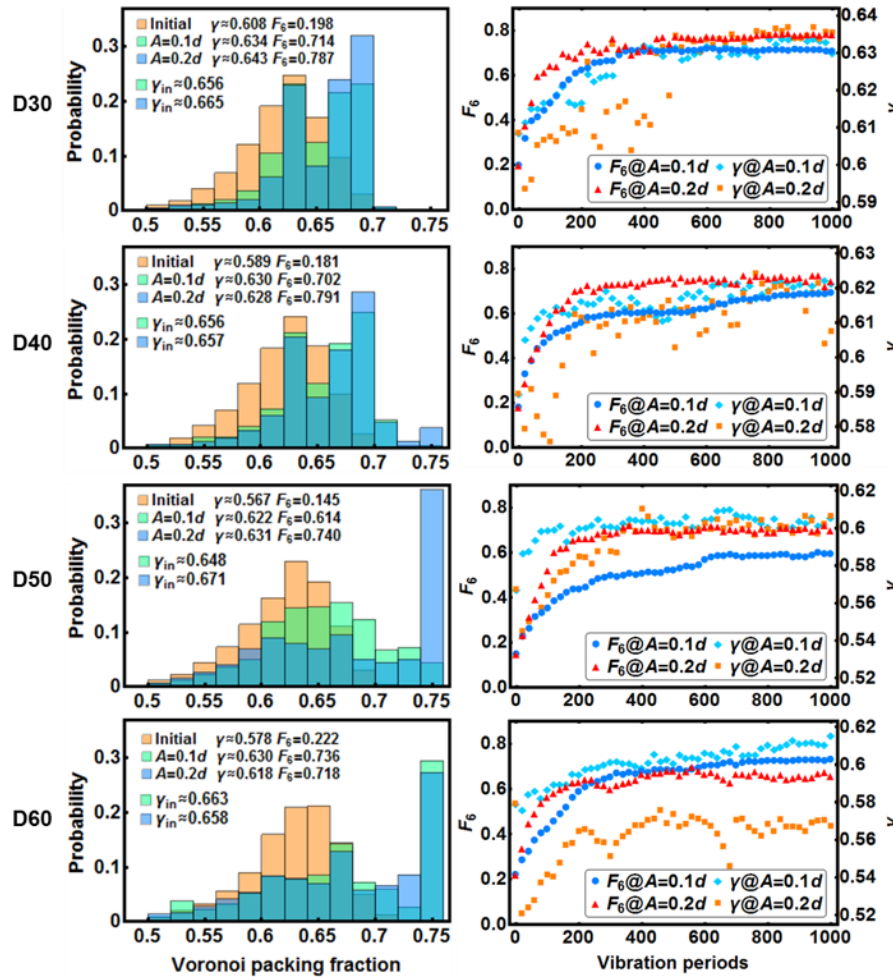 D30
Probability
0.3
0.2
0.1
0
Initial γ≈0.608 F6=0.198
A=0.1d γ≈0.634 F6=0.714
A=0.2d γ≈0.643 F6=0.787
γin≈0.656
γin≈0.665
0.5 0.55 0.6 0.65 0.7 0.75
F6
0.8
0.6
0.4
0.2
0.0
F6@A=0.1d γ@A=0.1d
F6@A=0.2d γ@A=0.2d
0 200 400 600 800 1000
0.64
0.63
0.62
0.61
0.6
0.59
γ
D40
Probability
0.3
0.2
0.1
0
Initial γ≈0.589 F6=0.181
A=0.1d γ≈0.630 F6=0.702
A=0.2d γ≈0.628 F6=0.791
γin≈0.656
γin≈0.657
0.5 0.55 0.6 0.65 0.7 0.75
F6
0.8
0.6
0.4
0.2
0.0
F6@A=0.1d γ@A=0.1d
F6@A=0.2d γ@A=0.2d
0 200 400 600 800 1000
0.63
0.62
0.61
0.6
0.59
0.58
γ
D50
Probability
0.3
0.2
0.1
0
Initial γ≈0.567 F6=0.145
A=0.1d γ≈0.622 F6=0.614
A=0.2d γ≈0.631 F6=0.740
γin≈0.648
γin≈0.671
0.5 0.55 0.6 0.65 0.7 0.75
F6
0.8
0.6
0.4
0.2
0.0
F6@A=0.1d γ@A=0.1d
F6@A=0.2d γ@A=0.2d
0 200 400 600 800 1000
0.62
0.6
0.58
0.56
0.54
0.52
γ
D60
Probability
0.3
0.2
0.1
0
Initial γ≈0.578 F6=0.222
A=0.1d γ≈0.630 F6=0.736
A=0.2d γ≈0.618 F6=0.718
γin≈0.663
γin≈0.658
0.5 0.55 0.6 0.65 0.7 0.75
Voronoi packing fraction
F6
0.8
0.6
0.4
0.2
0.0
F6@A=0.1d γ@A=0.1d
F6@A=0.2d γ@A=0.2d
0 200 400 600 800 1000
Vibration periods
0.62
0.6
0.58
0.56
0.54
0.52
γ